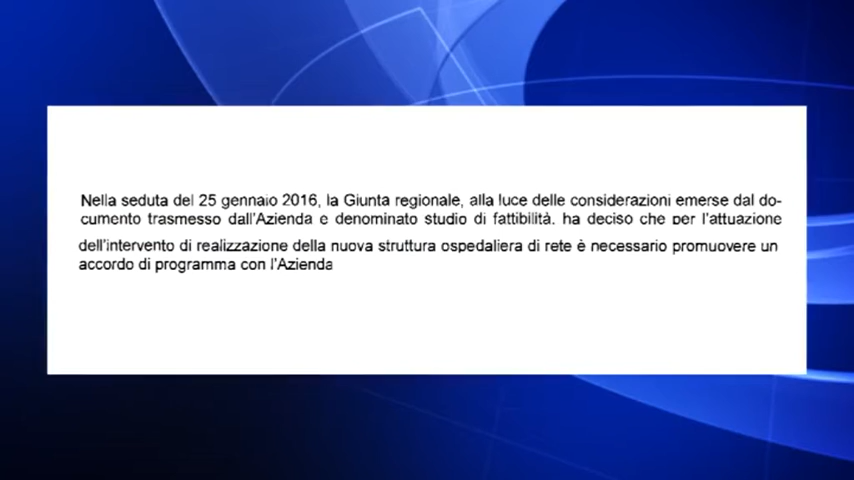 Nella seduta del 25 gennaio 2016, la Giunta regionale, alla luce delle considerazioni emerse dal do-
cumento trasmesso dall'Azienda e denominato studio di fattibilità, ha deciso che per l'attuazione
dell'intervento di realizzazione della nuova struttura ospedaliera di rete è necessario promuovere un
accordo di programma con l'Azienda